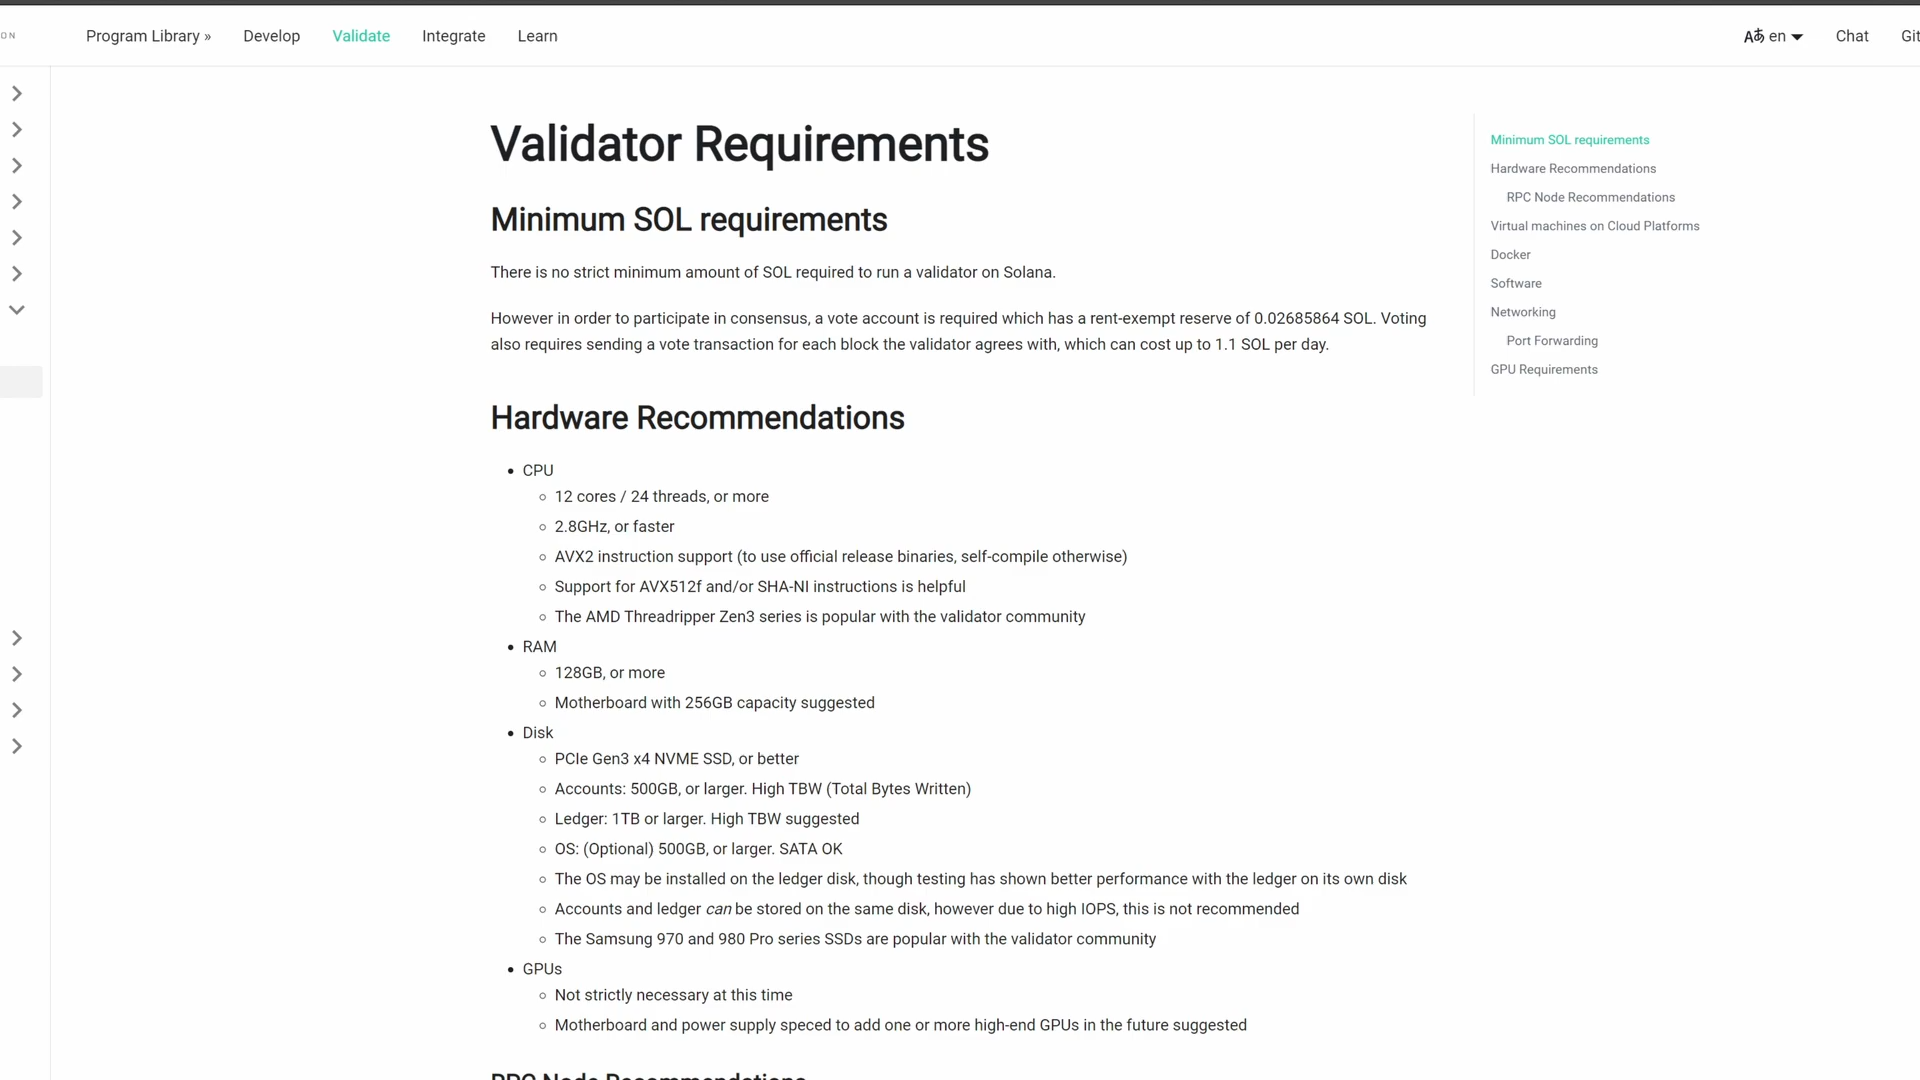 ON
Program Library »
Develop
Validate
Integrate
Learn
Aあ en
Chat
Git
Validator Requirements
Minimum SOL requirements
There is no strict minimum amount of SOL required to run a validator on Solana.
However in order to participate in consensus, a vote account is required which has a rent-exempt reserve of 0.02685864 SOL. Voting
also requires sending a vote transaction for each block the validator agrees with, which can cost up to 1.1 SOL per day.
Hardware Recommendations
CPU
12 cores / 24 threads, or more
2.8GHz, or faster
AVX2 instruction support (to use official release binaries, self-compile otherwise)
Support for AVX512f and/or SHA-NI instructions is helpful
The AMD Threadripper Zen3 series is popular with the validator community
RAM
128GB, or more
Motherboard with 256GB capacity suggested
Disk
PCIe Gen3 x4 NVME SSD, or better
Accounts: 500GB, or larger. High TBW (Total Bytes Written)
Ledger: 1TB or larger. High TBW suggested
OS: (Optional) 500GB, or larger. SATA OK
The OS may be installed on the ledger disk, though testing has shown better performance with the ledger on its own disk
Accounts and ledger can be stored on the same disk, however due to high IOPS, this is not recommended
The Samsung 970 and 980 Pro series SSDs are popular with the validator community
GPUs
Not strictly necessary at this time
Motherboard and power supply speced to add one or more high-end GPUs in the future suggested
RPC Node Recommendations
Minimum SOL requirements
Hardware Recommendations
RPC Node Recommendations
Virtual machines on Cloud Platforms
Docker
Software
Networking
Port Forwarding
GPU Requirements